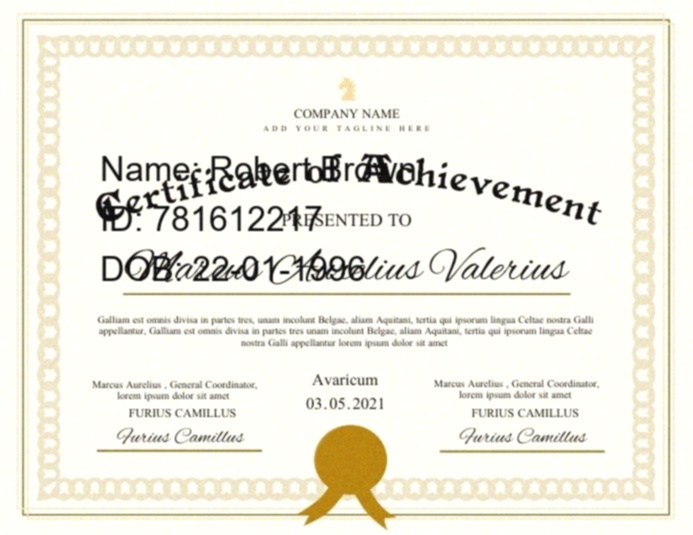 COMPANY NAME
ADD YOUR TAGLINE HERE
Name: Robert Brown
Certificate of Achievement
ID: 781612217
PRESENTED TO
DOB: 22-01-1996
Marcus Aurelius Valerius
Galliam est omnis divisa in partes tres, unam incolunt Belgae, aliam Aquitani, tertia qui ipsorum lingua Celtae nostra Galli
appellantur, Galliam est omnis divisa in partes tres unam incolunt Belgae, aliam Aquitani, tertia qui ipsorum lingua Celtae
nostra Galli appellantur lorem ipsum dolor sit amet
Marcus Aurelius , General Coordinator,
lorem ipsum dolor sit amet
FURIUS CAMILLUS
Furius Camillus
Avaricum
03.05.2021
Marcus Aurelius , General Coordinator,
lorem ipsum dolor sit amet
FURIUS CAMILLUS
Furius Camillus